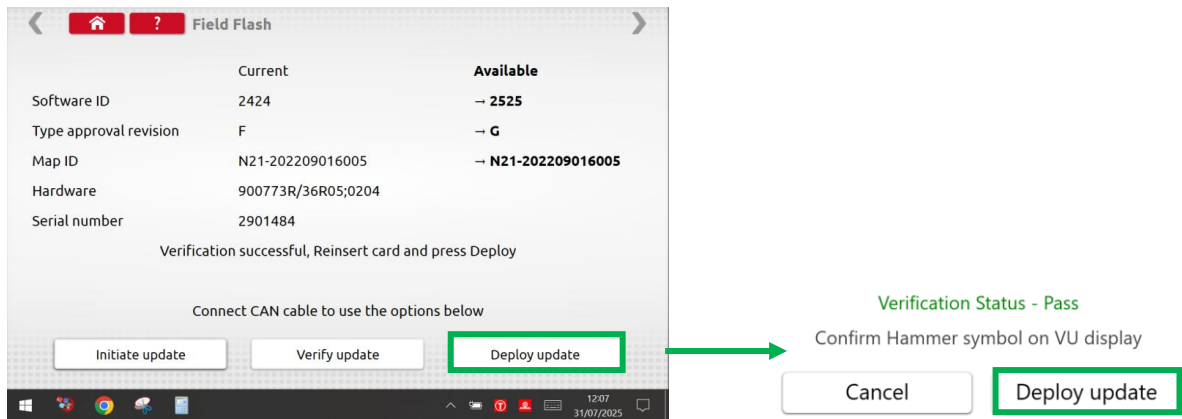 ? Field Flash
Current Available
Software ID 2424 → 2525
Type approval revision F → G
Map ID N21-202209016005 → N21-202209016005
Hardware 900773R/36R05;0204
Serial number 2901484
Verification successful, Reinsert card and press Deploy
Connect CAN cable to use the options below
Initiate update Verify update Deploy update
12:07
31/07/2025
Verification Status - Pass
Confirm Hammer symbol on VU display
Cancel Deploy update